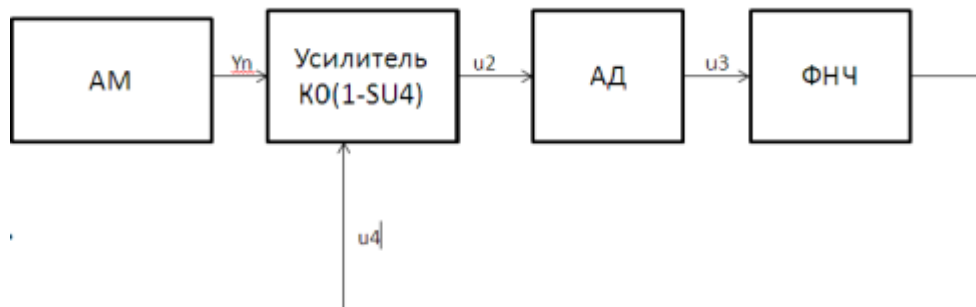 АМ
Yn
Усилитель
K0(1-SU4)
u2
АД
u3
ФНЧ
u4